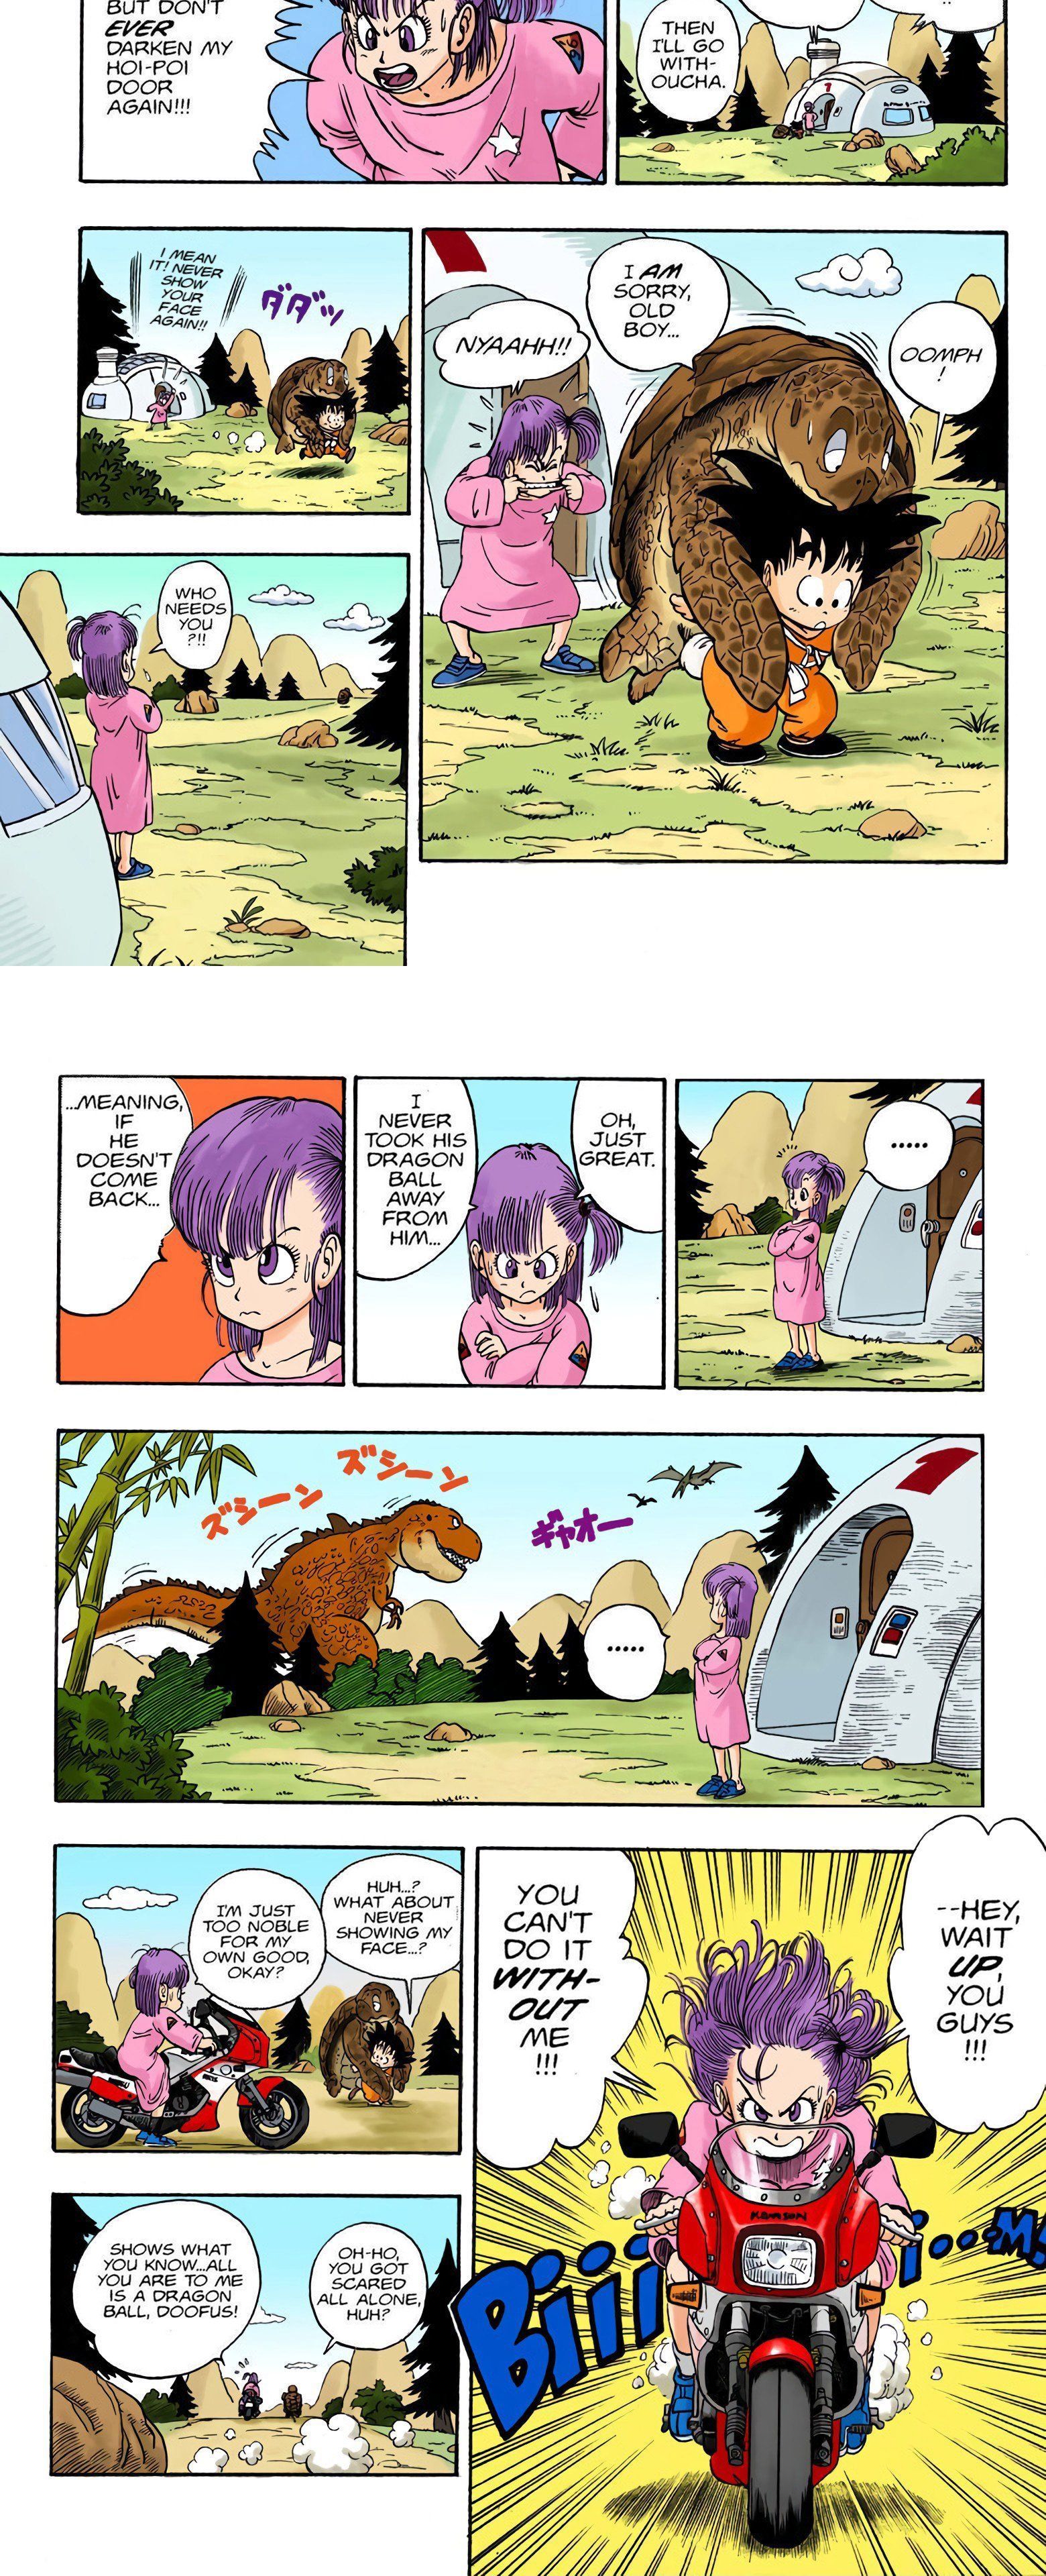 THEN
I'LL GO
WITH-
OUCHA.
BUT DON'T
EVER
DARKEN MY
HOI-POI
DOOR
AGAIN!!!
1
OOMPH
!
I AM
SORRY,
OLD
BOY...
NYAAHH!!
I MEAN
IT! NEVER
SHOW
YOUR
FACE
AGAIN!!
ダダッ
WHO
NEEDS
YOU
?!!
......
OH,
JUST
GREAT.
I
NEVER
TOOK HIS
DRAGON
BALL
AWAY
FROM
HIM...
...MEANING,
IF
HE
DOESN'T
COME
BACK...
1
ギャオー
ズシーン
ズシーン
......
--HEY,
WAIT
UP,
YOU
GUYS
!!!
YOU
CAN'T
DO IT
WITH-
OUT
ME
!!!
Biiii
i...M!
HUH...?
WHAT ABOUT
NEVER
SHOWING MY
FACE...?
I'M JUST
TOO NOBLE
FOR MY
OWN GOOD,
OKAY?
OH-HO,
YOU GOT
SCARED
ALL ALONE,
HUH?
SHOWS WHAT
YOU KNOW...ALL
YOU ARE TO ME
IS A DRAGON
BALL, DOOFUS!